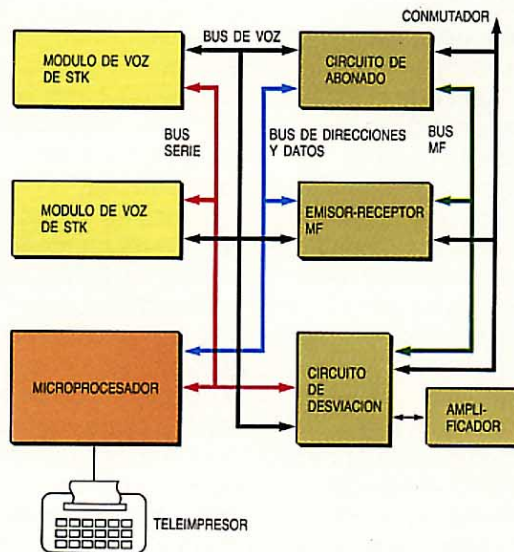 CONMUTADOR
MODULO DE VOZ
DE STK
BUS DE VOZ
CIRCUITO DE
ABONADO
BUS
SERIE
BUS DE DIRECCIONES
Y DATOS
BUS
MF
MODULO DE VOZ
DE STK
EMISOR-RECEPTOR
MF
MICROPROCESADOR
CIRCUITO
DE
DESVIACION
AMPLI-
FICADOR
TELEIMPRESOR